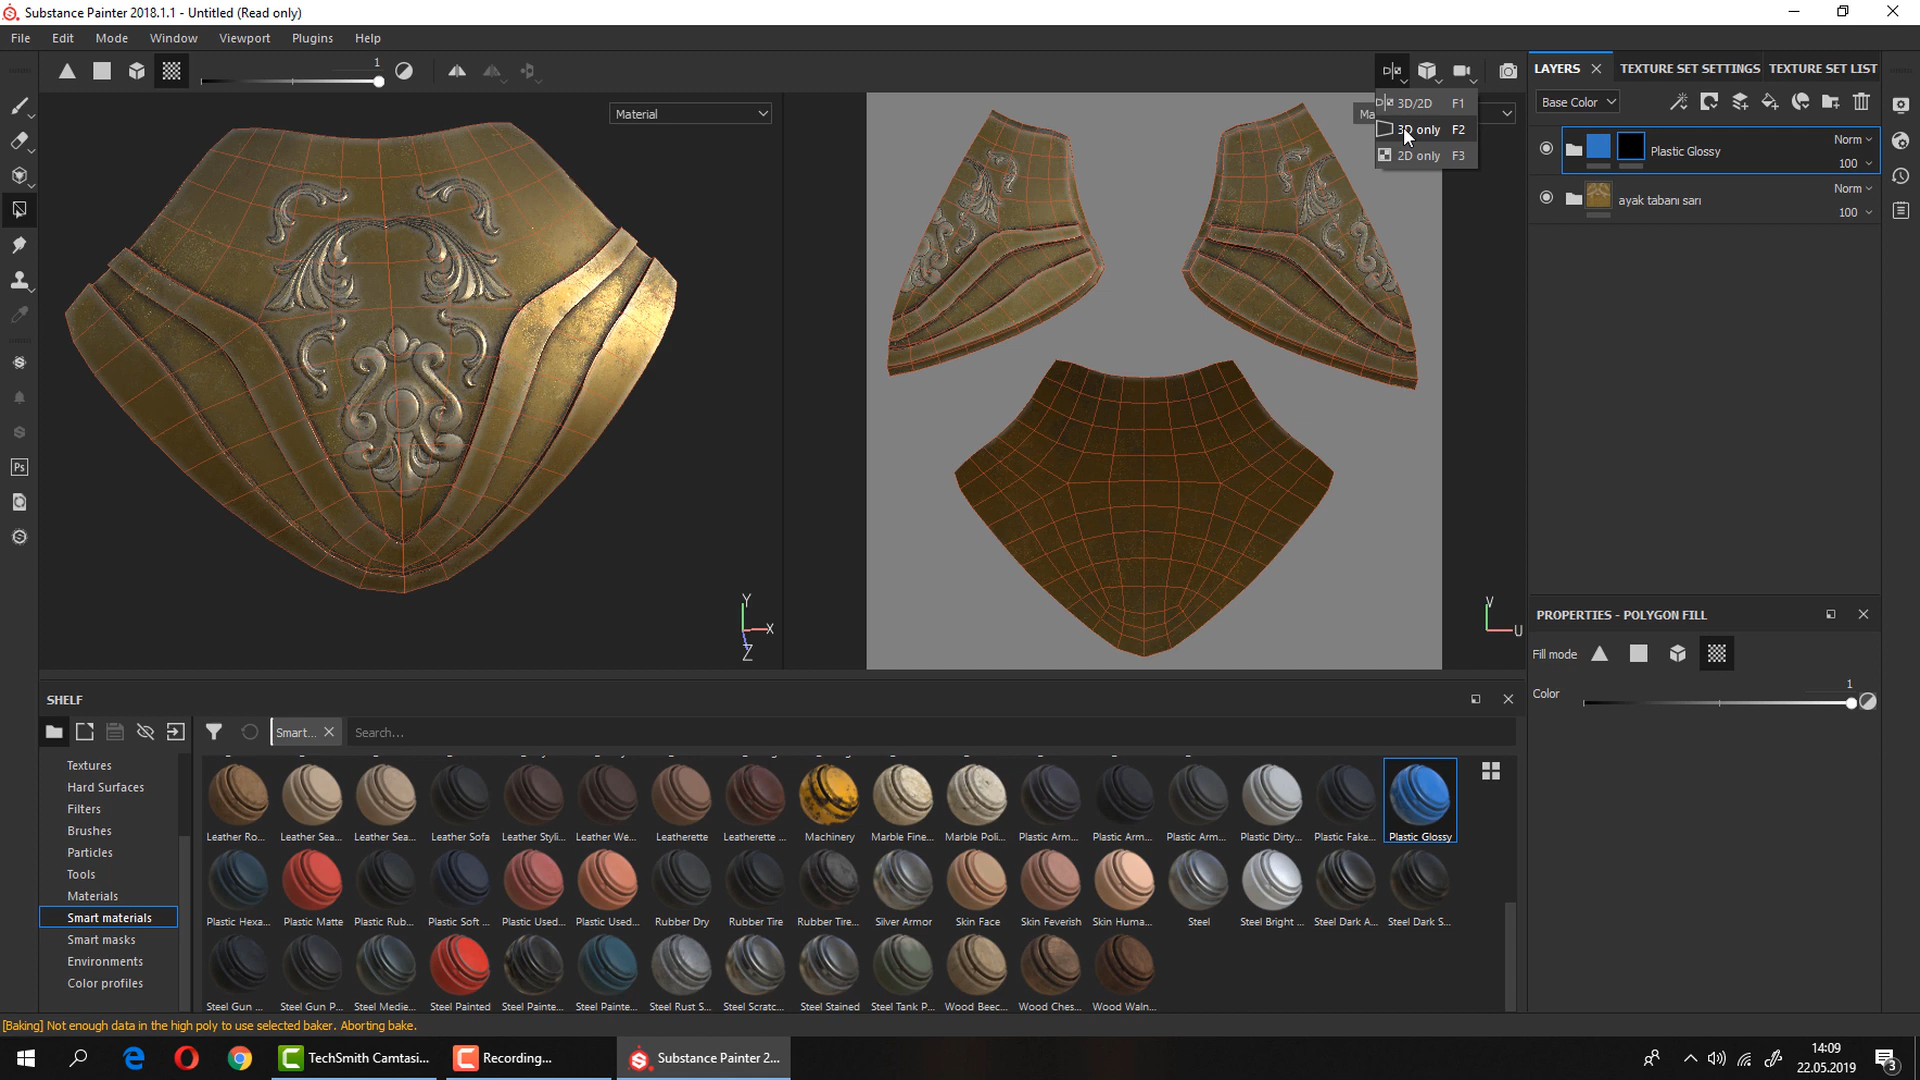 Substance Painter 2018.1.1 - Untitled (Read only)
File Edit Mode Window Viewport Plugins Help
1
LAYERS
TEXTURE SET SETTINGS
TEXTURE SET LIST
Material
3D/2D F1
3D only F2
2D only F3
Base Color
Plastic Glossy
Norm
100
ayak tabanı sarı
Norm
100
Y
X
Z
V
U
PROPERTIES - POLYGON FILL
Fill mode
Color
1
Ps
SHELF
Smart...
Search...
Textures
Hard Surfaces
Filters
Brushes
Particles
Tools
Materials
Smart materials
Smart masks
Environments
Color profiles
Leather Ro... Leather Sea... Leather Sea... Leather Sofa Leather Styli... Leather We... Leatherette Leatherette ... Machinery Marble Fine... Marble Poli... Plastic Arm... Plastic Arm... Plastic Arm... Plastic Dirty... Plastic Fake... Plastic Glossy
Plastic Hexa... Plastic Matte Plastic Rub... Plastic Soft ... Plastic Used... Plastic Used... Rubber Dry Rubber Tire Rubber Tire... Silver Armor Skin Face Skin Feverish Skin Huma... Steel Steel Bright ... Steel Dark A... Steel Dark S...
Steel Gun ... Steel Gun P... Steel Medie... Steel Painted Steel Painte... Steel Painte... Steel Rust S... Steel Scratc... Steel Stained Steel Tank P... Wood Beec... Wood Ches... Wood Waln...
[Baking] Not enough data in the high poly to use selected baker. Aborting bake.
TechSmith Camtasi...
Recording...
Substance Painter 2...
14:09
22.05.2019
3